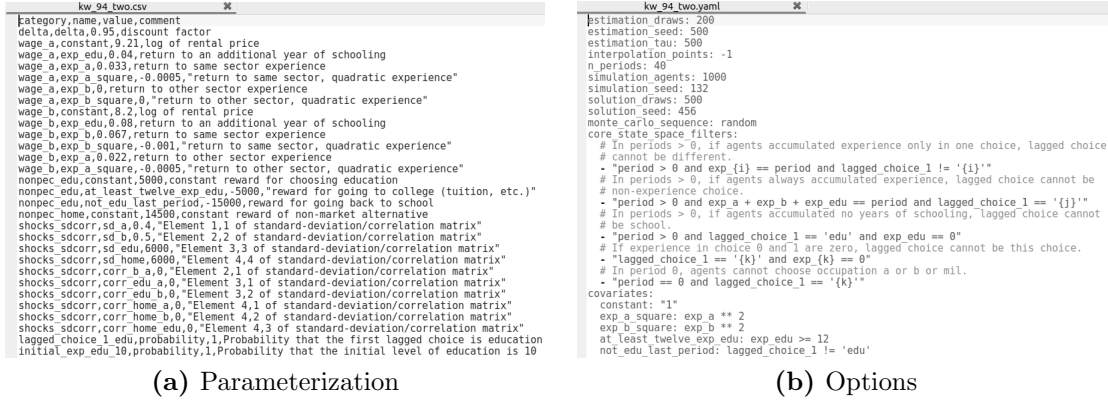 kw_94_two.csv ✖
category,name,value,comment
delta,delta,0.95,discount factor
wage_a,constant,9.21,log of rental price
wage_a,exp_edu,0.04,return to an additional year of schooling
wage_a,exp_a,0.033,return to same sector experience
wage_a,exp_a_square,-0.0005,"return to same sector, quadratic experience"
wage_a,exp_b,0,return to other sector experience
wage_a,exp_b_square,0,"return to other sector, quadratic experience"
wage_b,constant,8.2,log of rental price
wage_b,exp_edu,0.08,return to an additional year of schooling
wage_b,exp_b,0.067,return to same sector experience
wage_b,exp_b_square,-0.001,"return to same sector, quadratic experience"
wage_b,exp_a,0.022,return to other sector experience
wage_b,exp_a_square,-0.0005,"return to other sector, quadratic experience"
nonpec_edu,constant,5000,constant reward for choosing education
nonpec_edu,at_least_twelve_exp_edu,-5000,"reward for going to college (tuition, etc.)"
nonpec_edu,not_edu_last_period,-15000,reward for going back to school
nonpec_home,constant,14500,constant reward of non-market alternative
shocks_sdcorr,sd_a,0.4,"Element 1,1 of standard-deviation/correlation matrix"
shocks_sdcorr,sd_b,0.5,"Element 2,2 of standard-deviation/correlation matrix"
shocks_sdcorr,sd_edu,6000,"Element 3,3 of standard-deviation/correlation matrix"
shocks_sdcorr,sd_home,6000,"Element 4,4 of standard-deviation/correlation matrix"
shocks_sdcorr,corr_b_a,0,"Element 2,1 of standard-deviation/correlation matrix"
shocks_sdcorr,corr_edu_a,0,"Element 3,1 of standard-deviation/correlation matrix"
shocks_sdcorr,corr_edu_b,0,"Element 3,2 of standard-deviation/correlation matrix"
shocks_sdcorr,corr_home_a,0,"Element 4,1 of standard-deviation/correlation matrix"
shocks_sdcorr,corr_home_b,0,"Element 4,2 of standard-deviation/correlation matrix"
shocks_sdcorr,corr_home_edu,0,"Element 4,3 of standard-deviation/correlation matrix"
lagged_choice_1_edu,probability,1,Probability that the first lagged choice is education
initial_exp_edu_10,probability,1,Probability that the initial level of education is 10
(a) Parameterization
kw_94_two.yaml ✖
estimation_draws: 200
estimation_seed: 500
estimation_tau: 500
interpolation_points: -1
n_periods: 40
simulation_agents: 1000
simulation_seed: 132
solution_draws: 500
solution_seed: 456
monte_carlo_sequence: random
core_state_space_filters:
# In periods > 0, if agents accumulated experience only in one choice, lagged choice
# cannot be different.
- "period > 0 and exp_{i} == period and lagged_choice_1 != '{i}'"
# In periods > 0, if agents always accumulated experience, lagged choice cannot be
# non-experience choice.
- "period > 0 and exp_a + exp_b + exp_edu == period and lagged_choice_1 == '{j}'"
# In periods > 0, if agents accumulated no years of schooling, lagged choice cannot
# be school.
- "period > 0 and lagged_choice_1 == 'edu' and exp_edu == 0"
# If experience in choice 0 and 1 are zero, lagged choice cannot be this choice.
- "lagged_choice_1 == '{k}' and exp_{k} == 0"
# In period 0, agents cannot choose occupation a or b or mil.
- "period == 0 and lagged_choice_1 == '{k}'"
covariates:
constant: "1"
exp_a_square: exp_a ** 2
exp_b_square: exp_b ** 2
at_least_twelve_exp_edu: exp_edu >= 12
not_edu_last_period: lagged_choice_1 != 'edu'
(b) Options